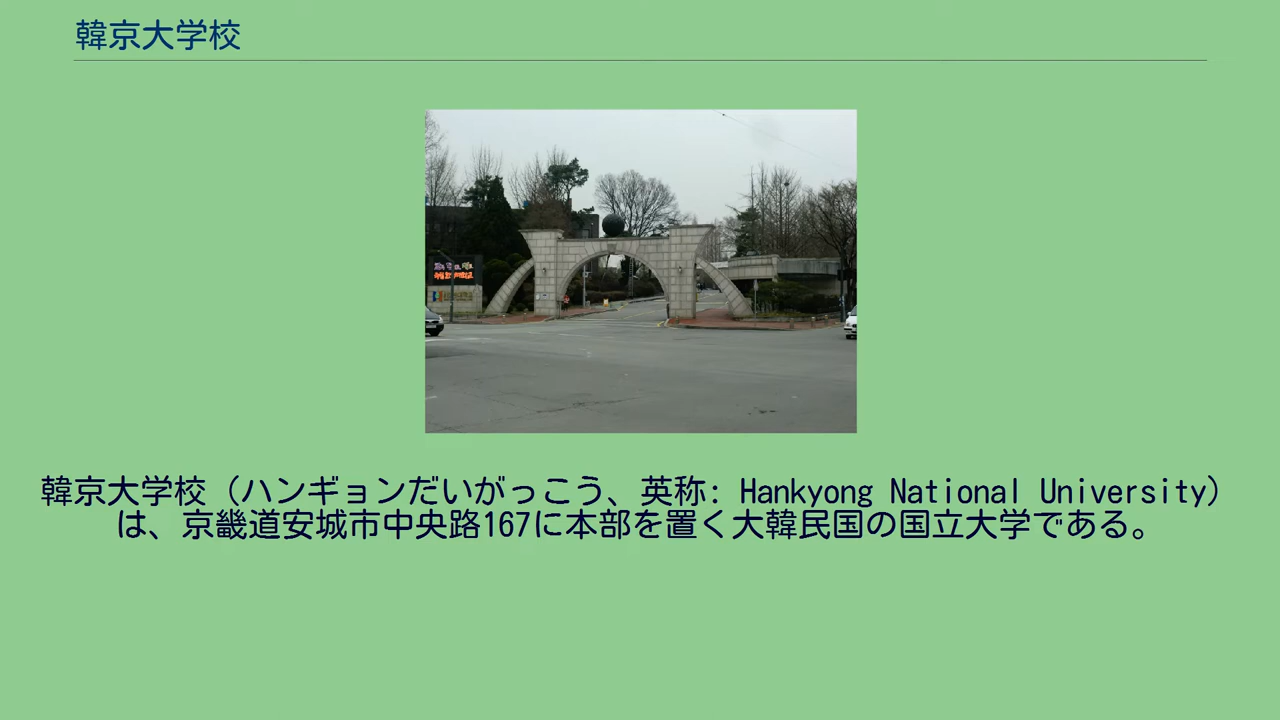 韓京大学校
韓京大学校（ハンギョンだいがっこう、英称: Hankyong National University）
は、京畿道安城市中央路167に本部を置く大韓民国の国立大学である。